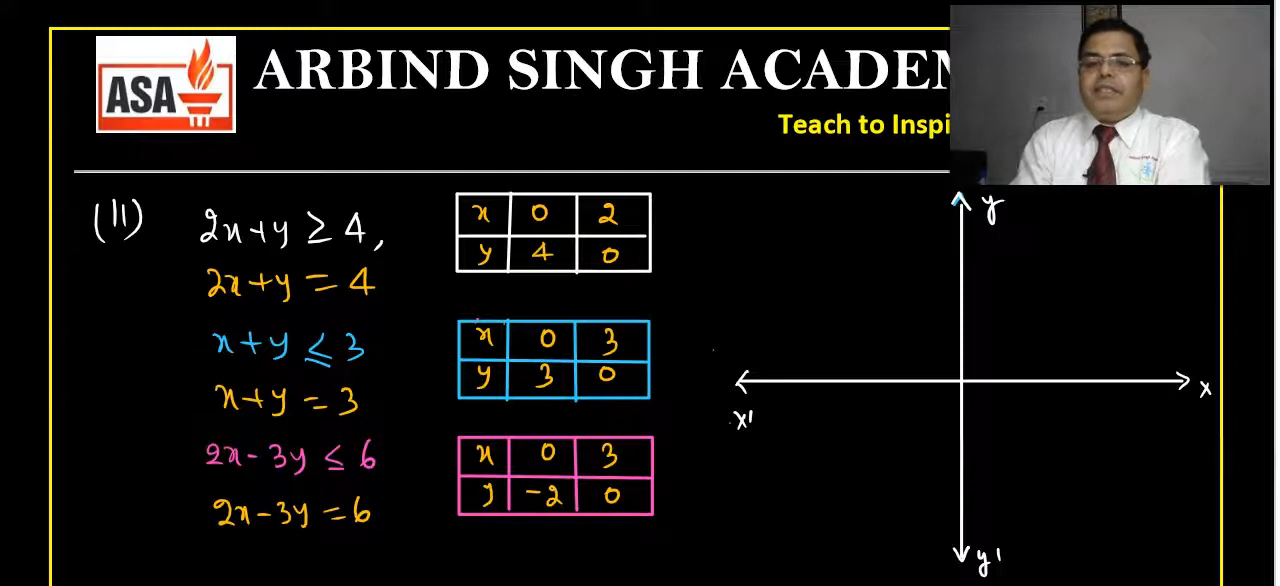 ASA
ARBIND SINGH ACADEM
Teach to Inspi
(II)
2x+y ≥ 4,
2x+y = 4
x+y ≤ 3
x+y = 3
2x-3y ≤ 6
2x-3y = 6
x 0 2
y 4 0
x 0 3
y 3 0
x 0 3
y -2 0
y
x
x'
y'